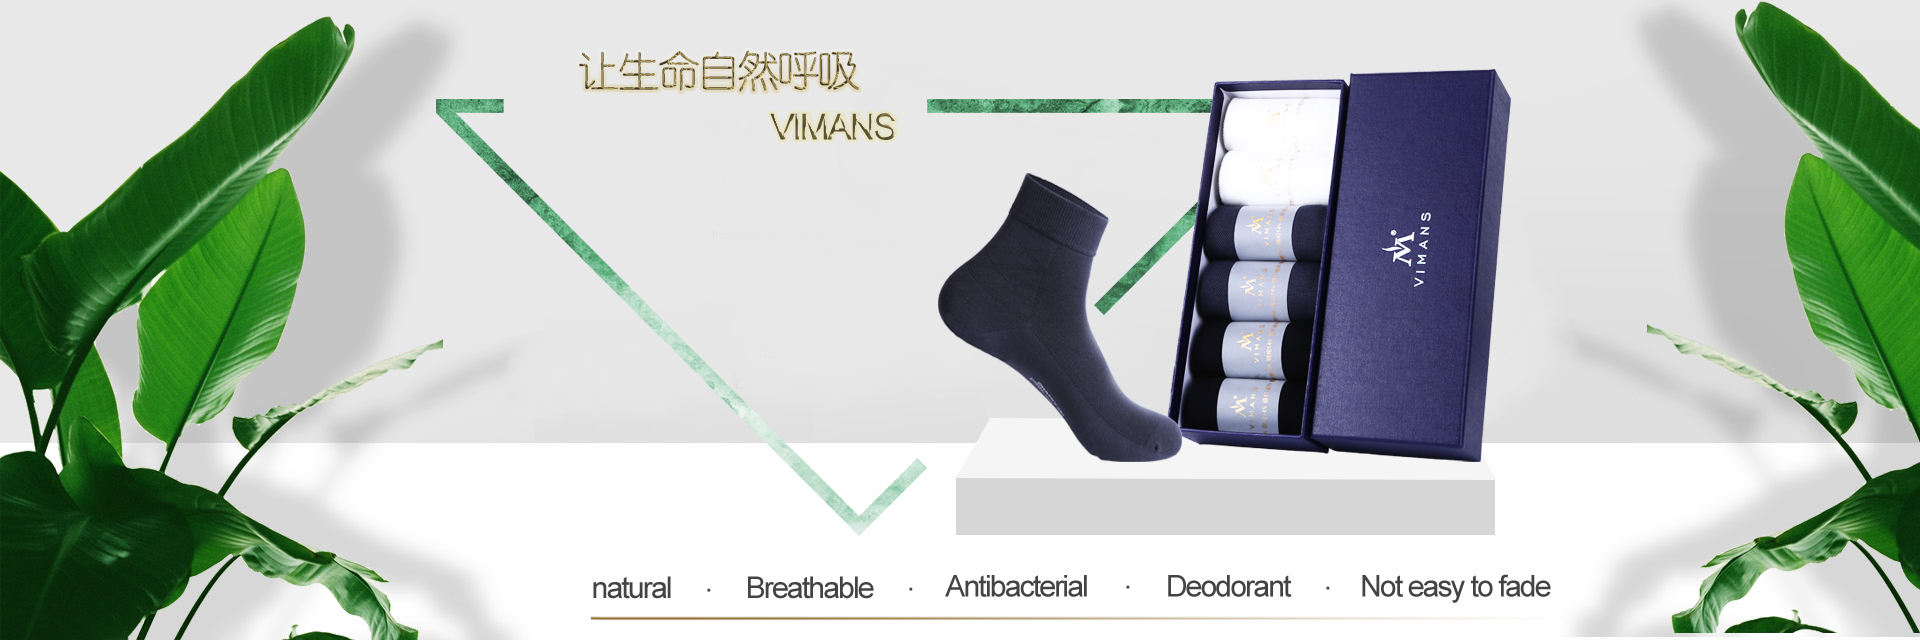 让生命自然呼吸
VIMANS
VIMANS
natural · Breathable · Antibacterial · Deodorant · Not easy to fade